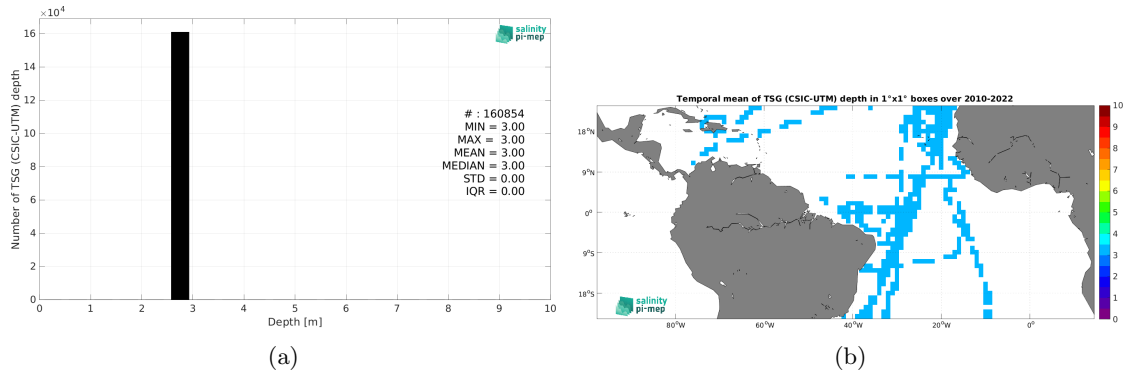 ×10⁴
16
14
12
10
8
6
4
2
0
Number of TSG (CSIC-UTM) depth
salinity
pi-mep
# : 160854
MIN = 3.00
MAX = 3.00
MEAN = 3.00
MEDIAN = 3.00
STD = 0.00
IQR = 0.00
0 1 2 3 4 5 6 7 8 9 10
Depth [m]
(a)
Temporal mean of TSG (CSIC-UTM) depth in 1°x1° boxes over 2010-2022
18°N
9°N
0°
9°S
18°S
salinity
pi-mep
80°W 60°W 40°W 20°W 0°
10
9
8
7
6
5
4
3
2
1
0
(b)